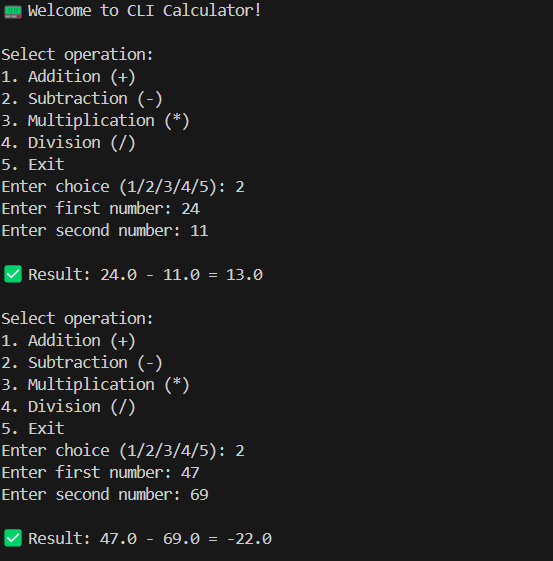 Welcome to CLI Calculator!
Select operation:
1. Addition (+)
2. Subtraction (-)
3. Multiplication (*)
4. Division (/)
5. Exit
Enter choice (1/2/3/4/5): 2
Enter first number: 24
Enter second number: 11
✅ Result: 24.0 - 11.0 = 13.0
Select operation:
1. Addition (+)
2. Subtraction (-)
3. Multiplication (*)
4. Division (/)
5. Exit
Enter choice (1/2/3/4/5): 2
Enter first number: 47
Enter second number: 69
✅ Result: 47.0 - 69.0 = -22.0